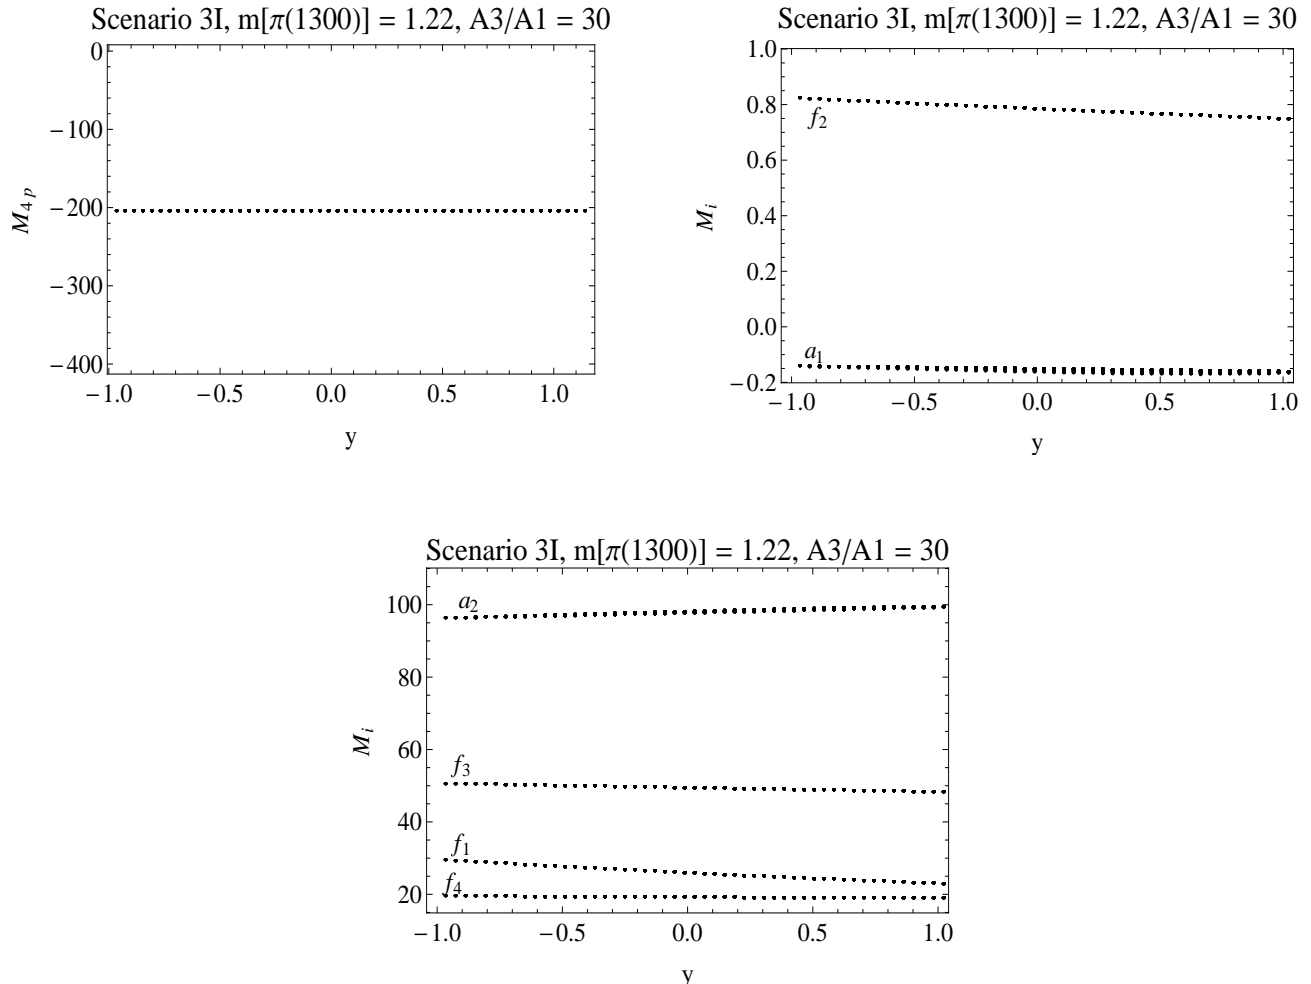 Scenario 3I, m[π(1300)] = 1.22, A3/A1 = 30
0
−100
−200
−300
−400
M4p
−1.0 −0.5 0.0 0.5 1.0
y
Scenario 3I, m[π(1300)] = 1.22, A3/A1 = 30
1.0
0.8
f2
0.6
0.4
Mi
0.2
0.0
a1
−0.2
−1.0 −0.5 0.0 0.5 1.0
y
Scenario 3I, m[π(1300)] = 1.22, A3/A1 = 30
100
a2
80
Mi
60
f3
40
f1
f4
20
−1.0 −0.5 0.0 0.5 1.0
y